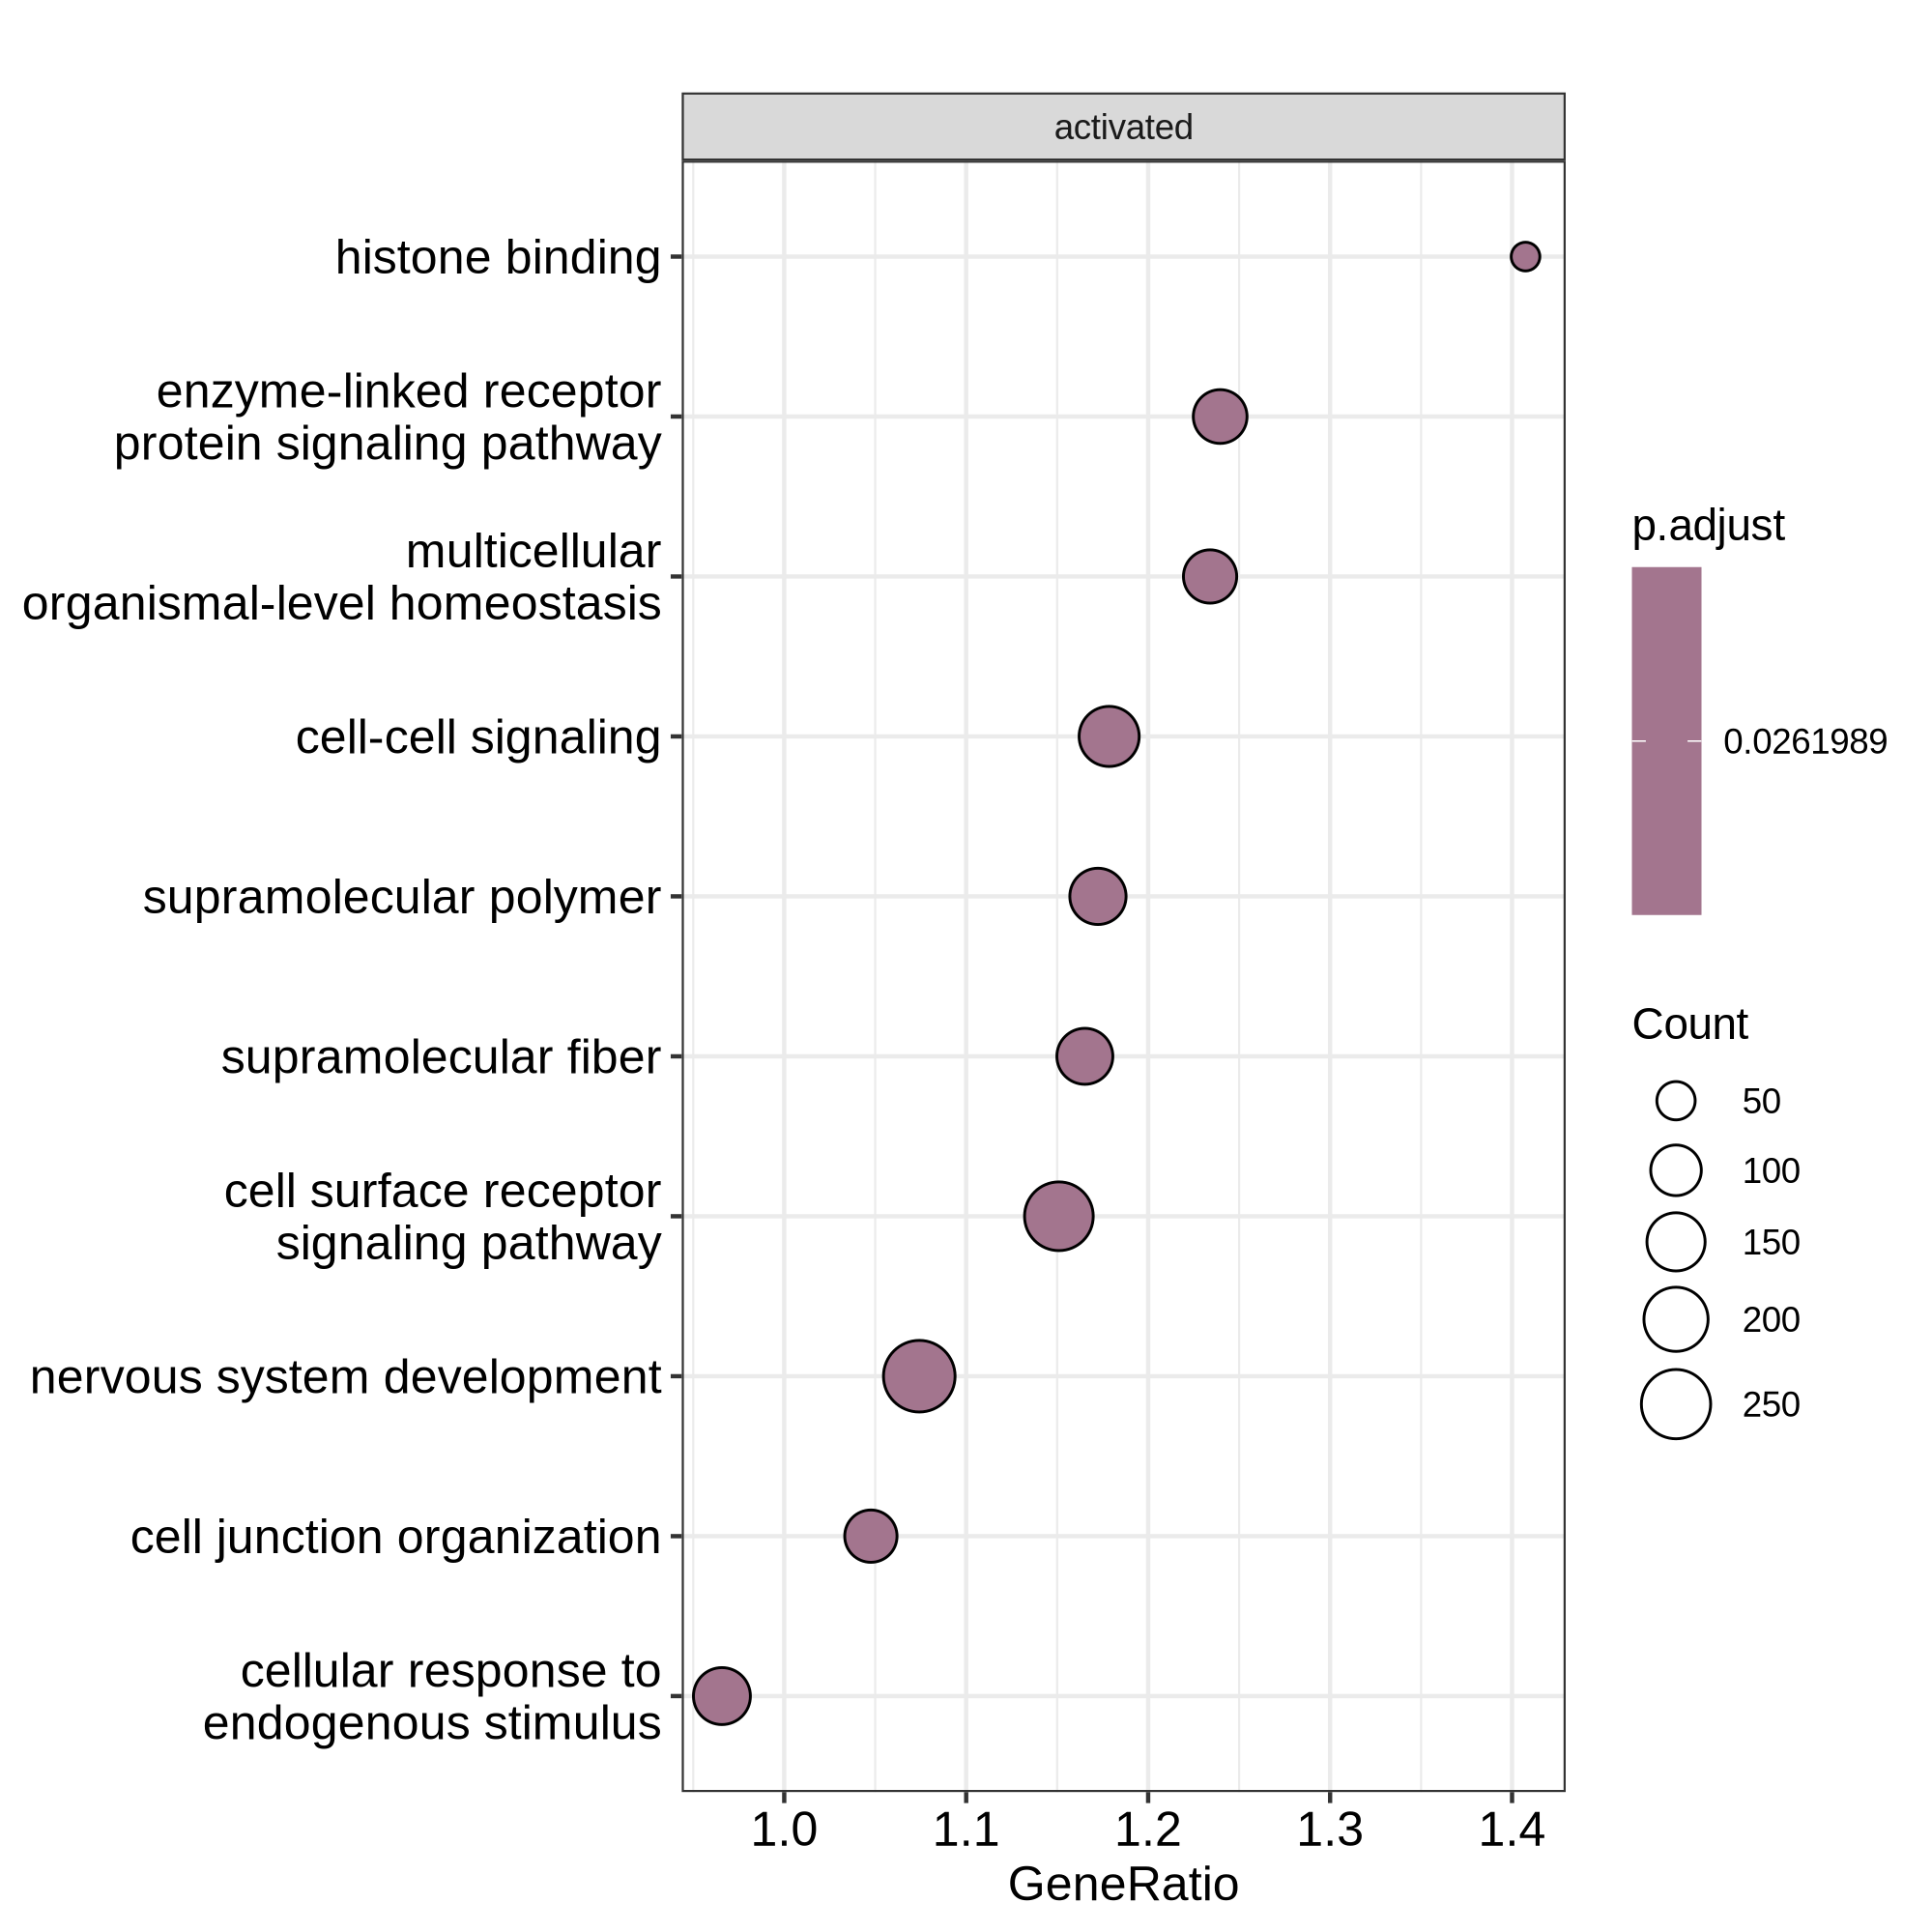 activated
histone binding
enzyme-linked receptor
protein signaling pathway
multicellular
organismal-level homeostasis
cell-cell signaling
supramolecular polymer
supramolecular fiber
cell surface receptor
signaling pathway
nervous system development
cell junction organization
cellular response to
endogenous stimulus
1.0 1.1 1.2 1.3 1.4
GeneRatio
p.adjust
0.0261989
Count
50
100
150
200
250